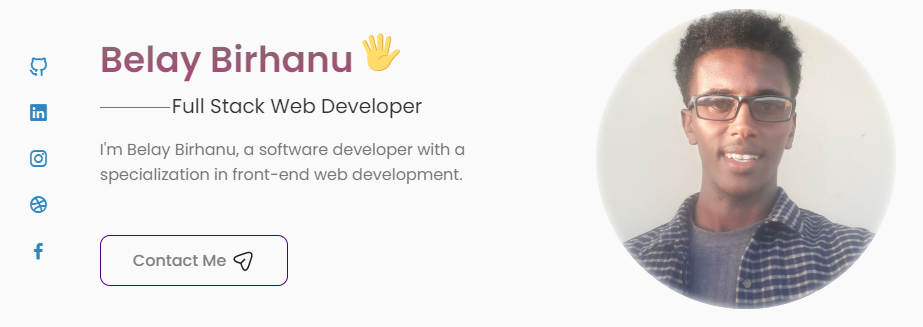 Belay Birhanu 🖐
Full Stack Web Developer
I'm Belay Birhanu, a software developer with a
specialization in front-end web development.
Contact Me